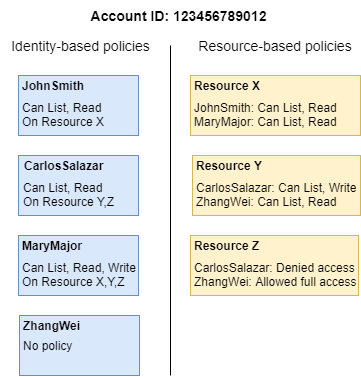 Account ID: 123456789012
Identity-based policies
JohnSmith
Can List, Read
On Resource X
CarlosSalazar
Can List, Read
On Resource Y,Z
MaryMajor
Can List, Read, Write
On Resource X,Y,Z
ZhangWei
No policy
Resource-based policies
Resource X
JohnSmith: Can List, Read
MaryMajor: Can List, Read
Resource Y
CarlosSalazar: Can List, Write
ZhangWei: Can List, Read
Resource Z
CarlosSalazar: Denied access
ZhangWei: Allowed full access